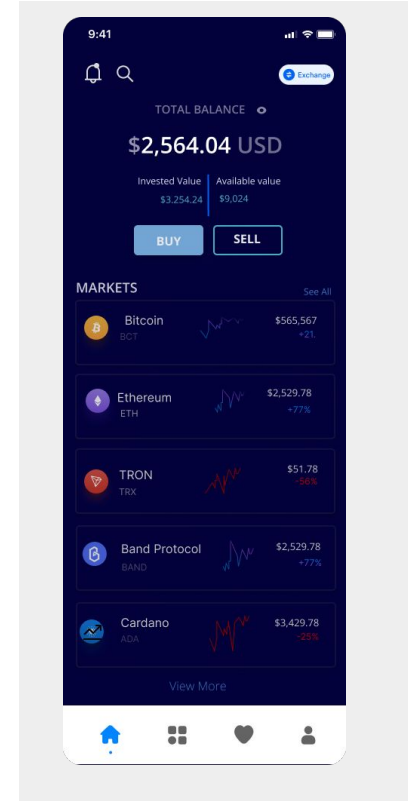 9:41
Exchange
TOTAL BALANCE
$2,564.04 USD
Invested Value Available value
$3.254.24 $9,024
BUY SELL
MARKETS See All
Bitcoin $565,567
BCT +21.
Ethereum $2,529.78
ETH +77%
TRON $51.78
TRX -56%
Band Protocol $2,529.78
BAND +77%
Cardano $3,429.78
ADA -25%
View More